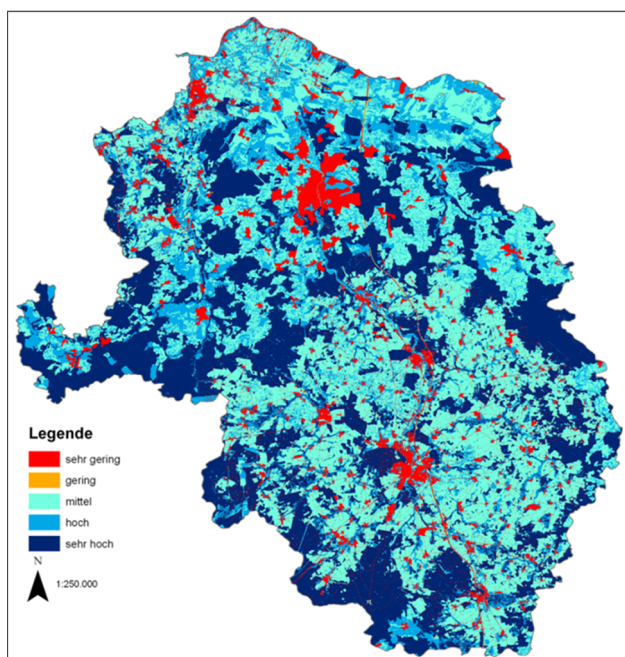 Legende
sehr gering
gering
mittel
hoch
sehr hoch
N
1:250.000